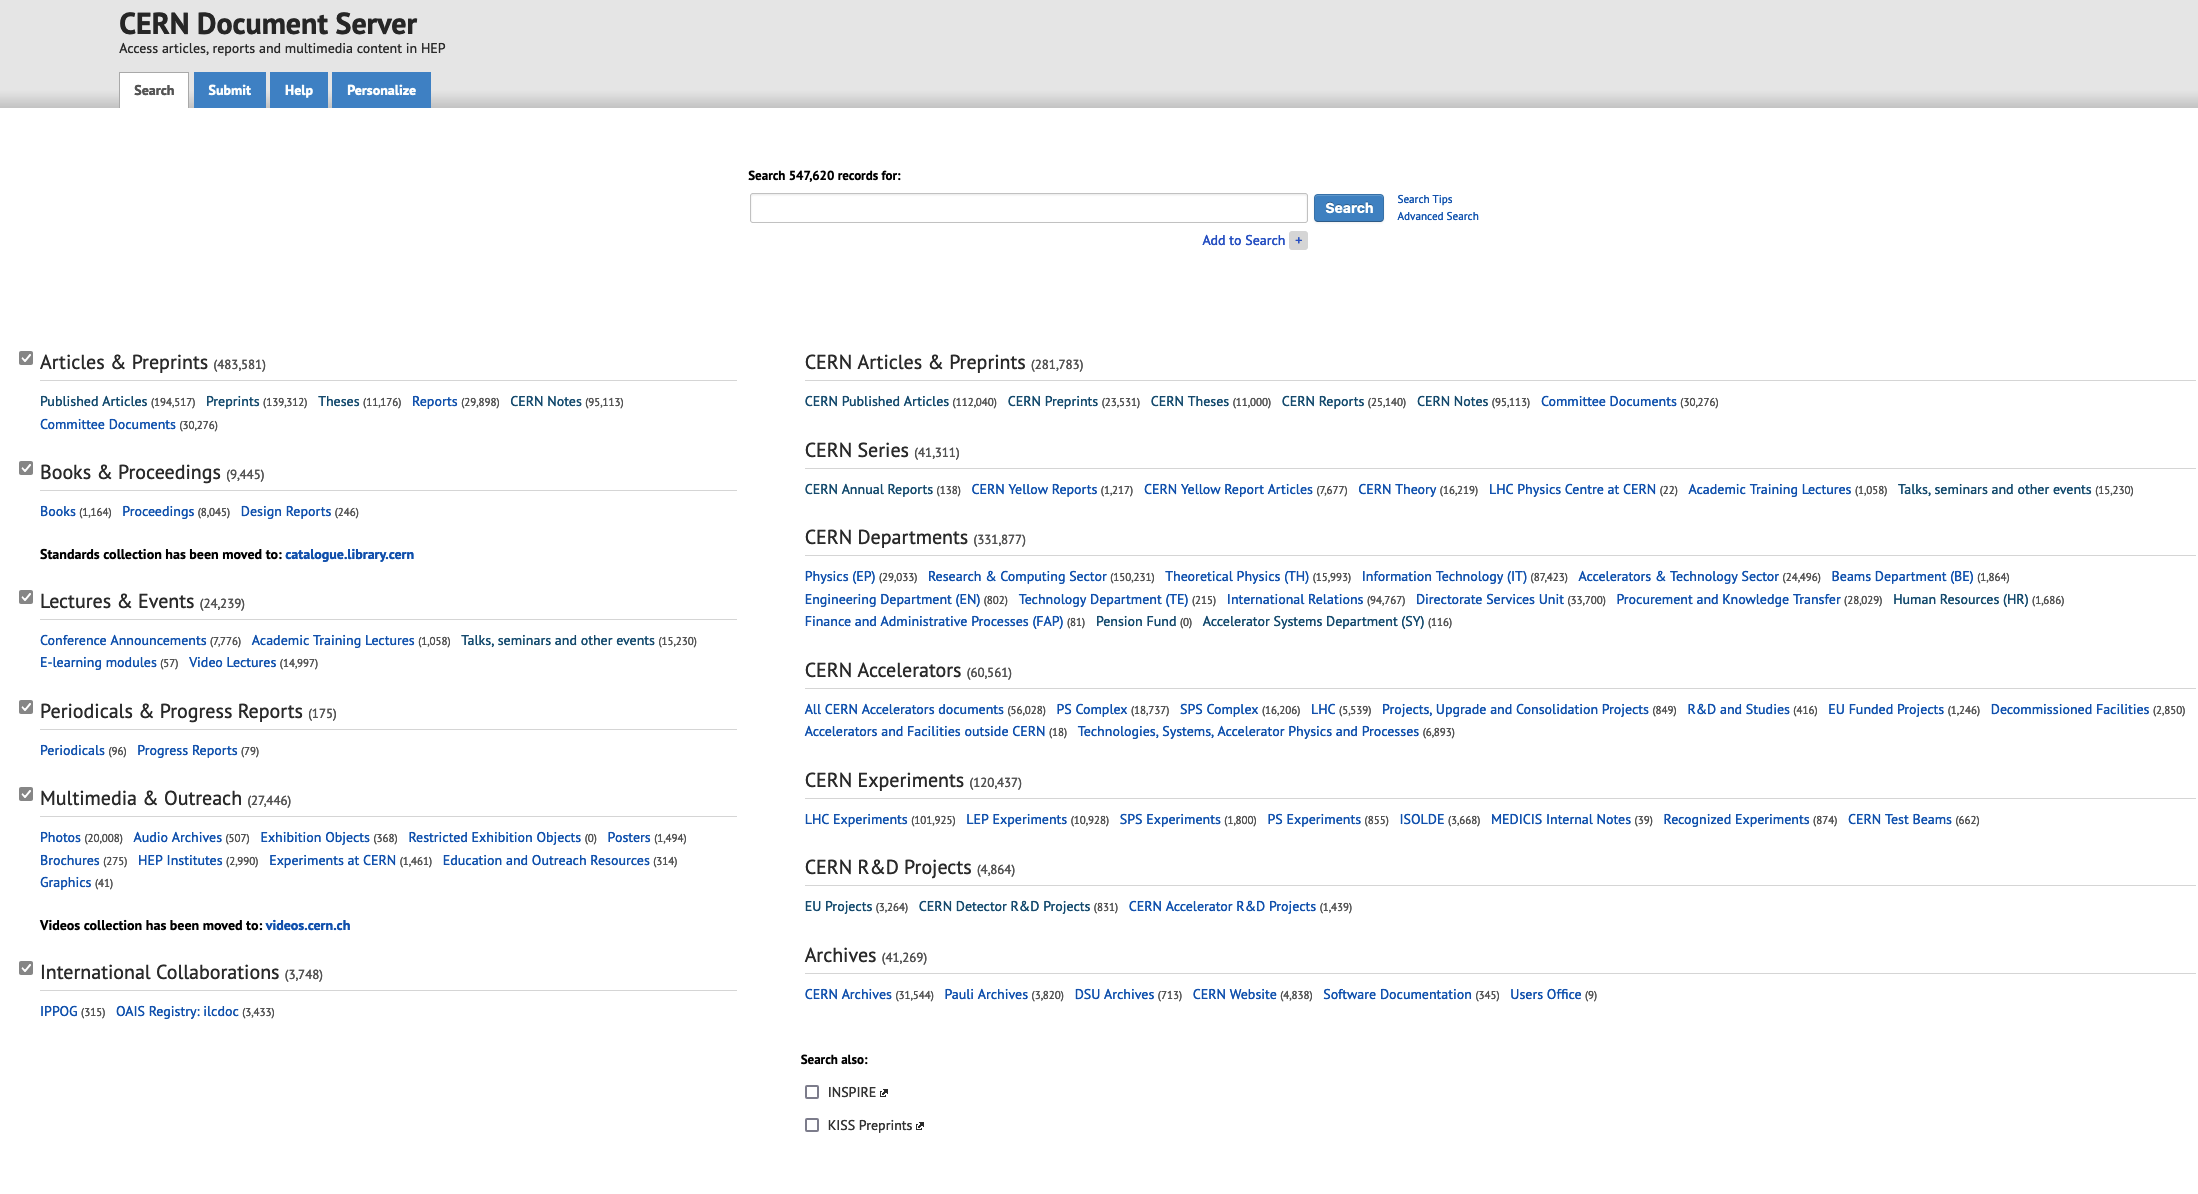 CERN Document Server
Access articles, reports and multimedia content in HEP
Search Submit Help Personalize
Search 547,620 records for:
Search
Search Tips
Advanced Search
Add to Search +
Articles & Preprints (483,581)
Published Articles (194,517) Preprints (139,312) Theses (11,176) Reports (29,898) CERN Notes (95,113)
Committee Documents (30,276)
Books & Proceedings (9,445)
Books (1,164) Proceedings (8,045) Design Reports (246)
Standards collection has been moved to: catalogue.library.cern
Lectures & Events (24,239)
Conference Announcements (7,776) Academic Training Lectures (1,058) Talks, seminars and other events (15,230)
E-learning modules (57) Video Lectures (14,997)
Periodicals & Progress Reports (175)
Periodicals (96) Progress Reports (79)
Multimedia & Outreach (27,446)
Photos (20,008) Audio Archives (507) Exhibition Objects (368) Restricted Exhibition Objects (0) Posters (1,494)
Brochures (275) HEP Institutes (2,990) Experiments at CERN (1,461) Education and Outreach Resources (314)
Graphics (41)
Videos collection has been moved to: videos.cern.ch
International Collaborations (3,748)
IPPOG (315) OAIS Registry: ilcdoc (3,433)
CERN Articles & Preprints (281,783)
CERN Published Articles (112,040) CERN Preprints (23,531) CERN Theses (11,000) CERN Reports (25,140) CERN Notes (95,113) Committee Documents (30,276)
CERN Series (41,311)
CERN Annual Reports (138) CERN Yellow Reports (1,217) CERN Yellow Report Articles (7,677) CERN Theory (16,219) LHC Physics Centre at CERN (22) Academic Training Lectures (1,058) Talks, seminars and other events (15,230)
CERN Departments (331,877)
Physics (EP) (29,033) Research & Computing Sector (150,231) Theoretical Physics (TH) (15,993) Information Technology (IT) (87,423) Accelerators & Technology Sector (24,496) Beams Department (BE) (1,864)
Engineering Department (EN) (802) Technology Department (TE) (215) International Relations (94,767) Directorate Services Unit (33,700) Procurement and Knowledge Transfer (28,029) Human Resources (HR) (1,686)
Finance and Administrative Processes (FAP) (81) Pension Fund (0) Accelerator Systems Department (SY) (116)
CERN Accelerators (60,561)
All CERN Accelerators documents (56,028) PS Complex (18,737) SPS Complex (16,206) LHC (5,539) Projects, Upgrade and Consolidation Projects (849) R&D and Studies (416) EU Funded Projects (1,246) Decommissioned Facilities (2,850)
Accelerators and Facilities outside CERN (18) Technologies, Systems, Accelerator Physics and Processes (6,893)
CERN Experiments (120,437)
LHC Experiments (101,925) LEP Experiments (10,928) SPS Experiments (1,800) PS Experiments (855) ISOLDE (3,668) MEDICIS Internal Notes (39) Recognized Experiments (874) CERN Test Beams (662)
CERN R&D Projects (4,864)
EU Projects (3,264) CERN Detector R&D Projects (831) CERN Accelerator R&D Projects (1,439)
Archives (41,269)
CERN Archives (31,544) Pauli Archives (3,820) DSU Archives (713) CERN Website (4,838) Software Documentation (345) Users Office (9)
Search also:
INSPIRE
KISS Preprints